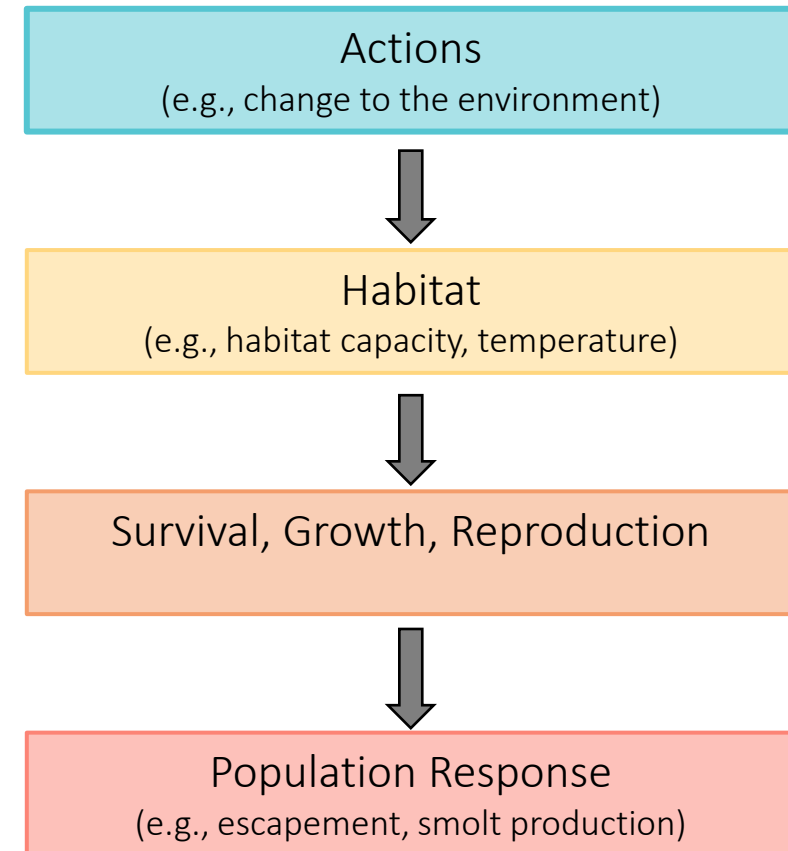 Actions
(e.g., change to the environment)
Habitat
(e.g., habitat capacity, temperature)
Survival, Growth, Reproduction
Population Response
(e.g., escapement, smolt production)